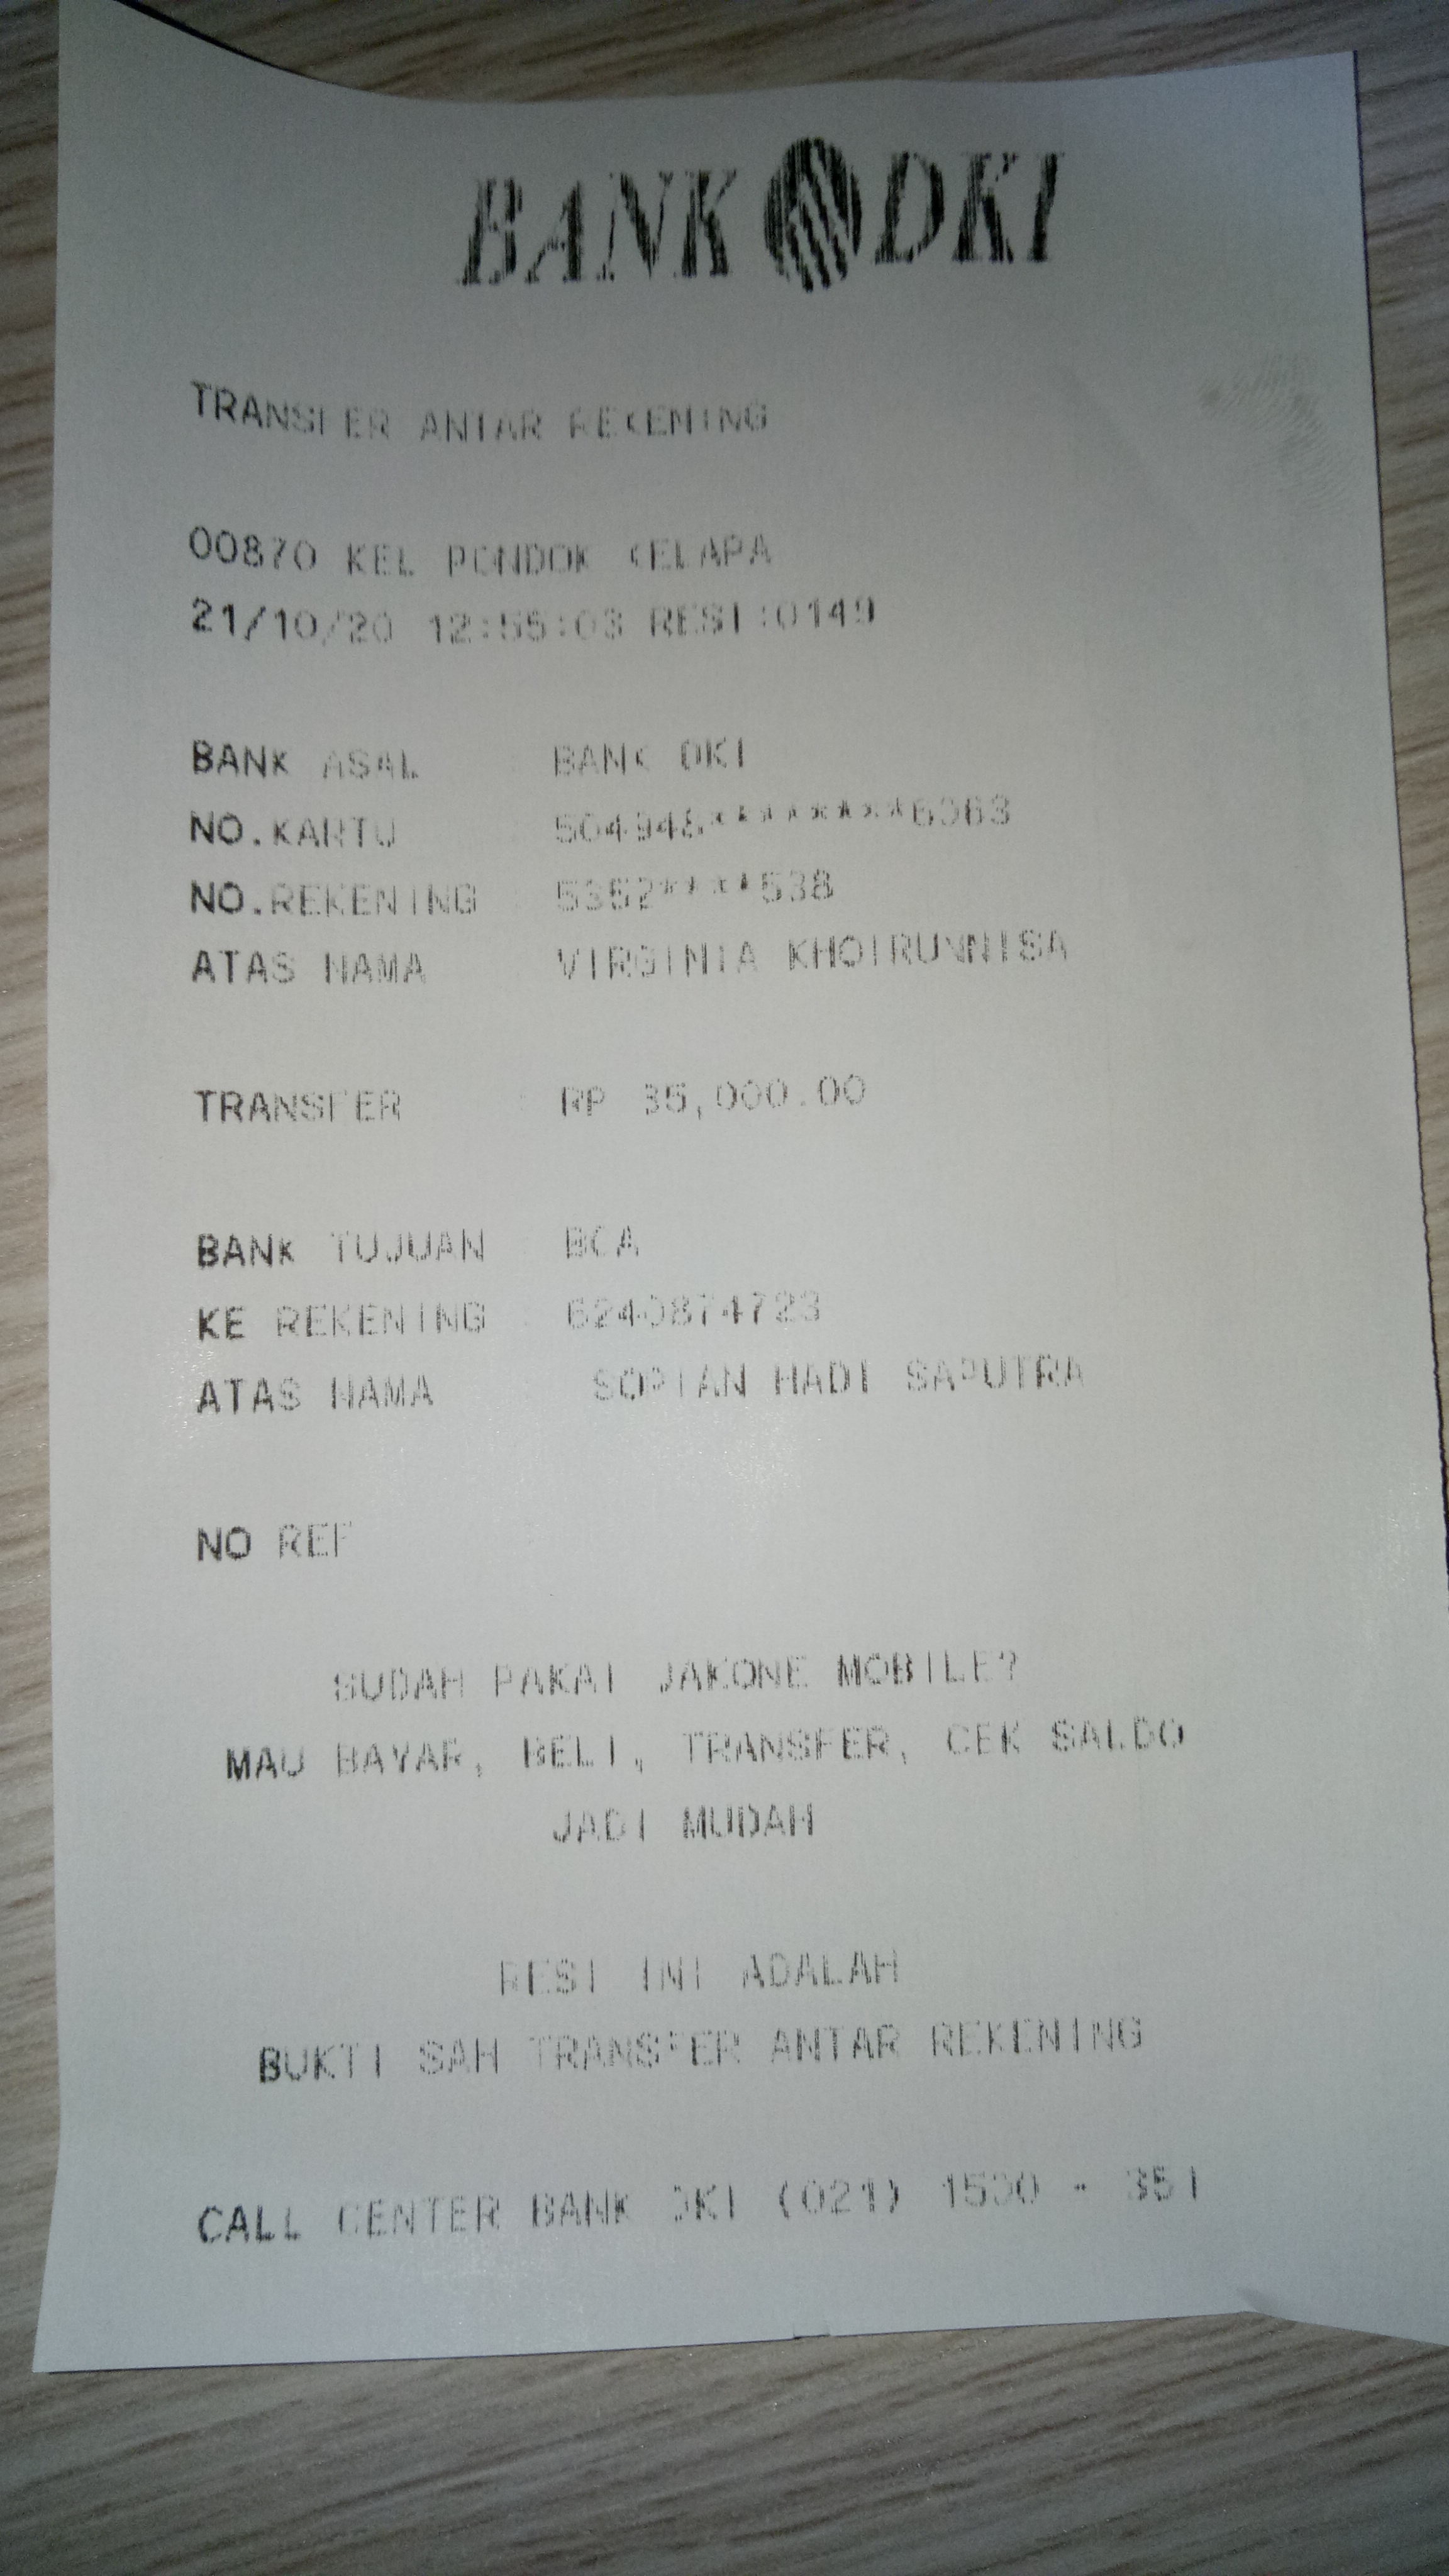 BANK DKI
TRANSFER ANTAR REKENING
00870 KEL PONDOK KELAPA
21/10/20 12:55:03 RESI:0149
BANK ASAL : BANK DKI
NO.KARTU 504948*********6063
NO.REKENING : 5352****538
ATAS NAMA VIRGINIA KHOIRUNNISA
TRANSFER : RP 35,000.00
BANK TUJUAN : BCA
KE REKENING : 6240874723
ATAS NAMA SOPIAN HADI SAPUTRA
NO REF
SUDAH PAKAI JAKONE MOBILE?
MAU BAYAR, BELI, TRANSFER, CEK SALDO
JADI MUDAH
RESI INI ADALAH
BUKTI SAH TRANSFER ANTAR REKENING
CALL CENTER BANK DKI (021) 1500 - 351